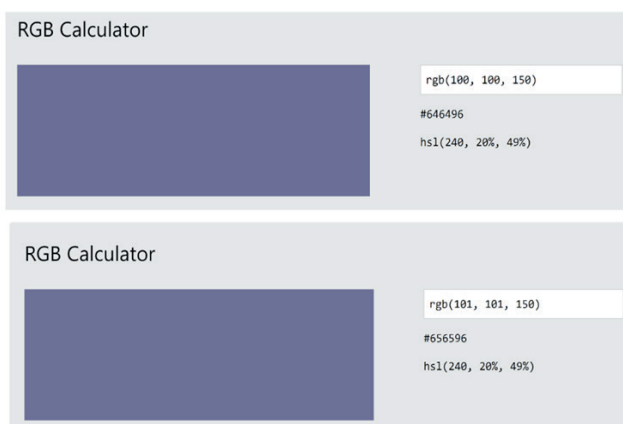 RGB Calculator
rgb(100, 100, 150)
#646496
hsl(240, 20%, 49%)
RGB Calculator
rgb(101, 101, 150)
#656596
hsl(240, 20%, 49%)